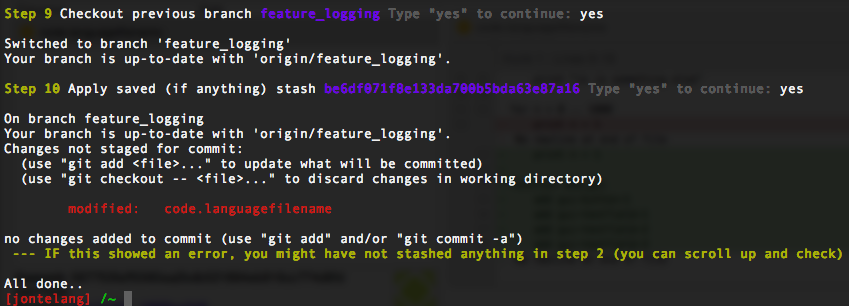 Step 9 Checkout previous branch feature_logging Type "yes" to continue: yes
Switched to branch 'feature_logging'
Your branch is up-to-date with 'origin/feature_logging'.
Step 10 Apply saved (if anything) stash be6df071f8e133da700b5bda63e87a16 Type "yes" to continue: yes
On branch feature_logging
Your branch is up-to-date with 'origin/feature_logging'.
Changes not staged for commit:
  (use "git add <file>..." to update what will be committed)
  (use "git checkout -- <file>..." to discard changes in working directory)
        modified:   code.languagefilename
no changes added to commit (use "git add" and/or "git commit -a")
 --- IF this showed an error, you might have not stashed anything in step 2 (you can scroll up and check)
All done..
[jontelang] /~